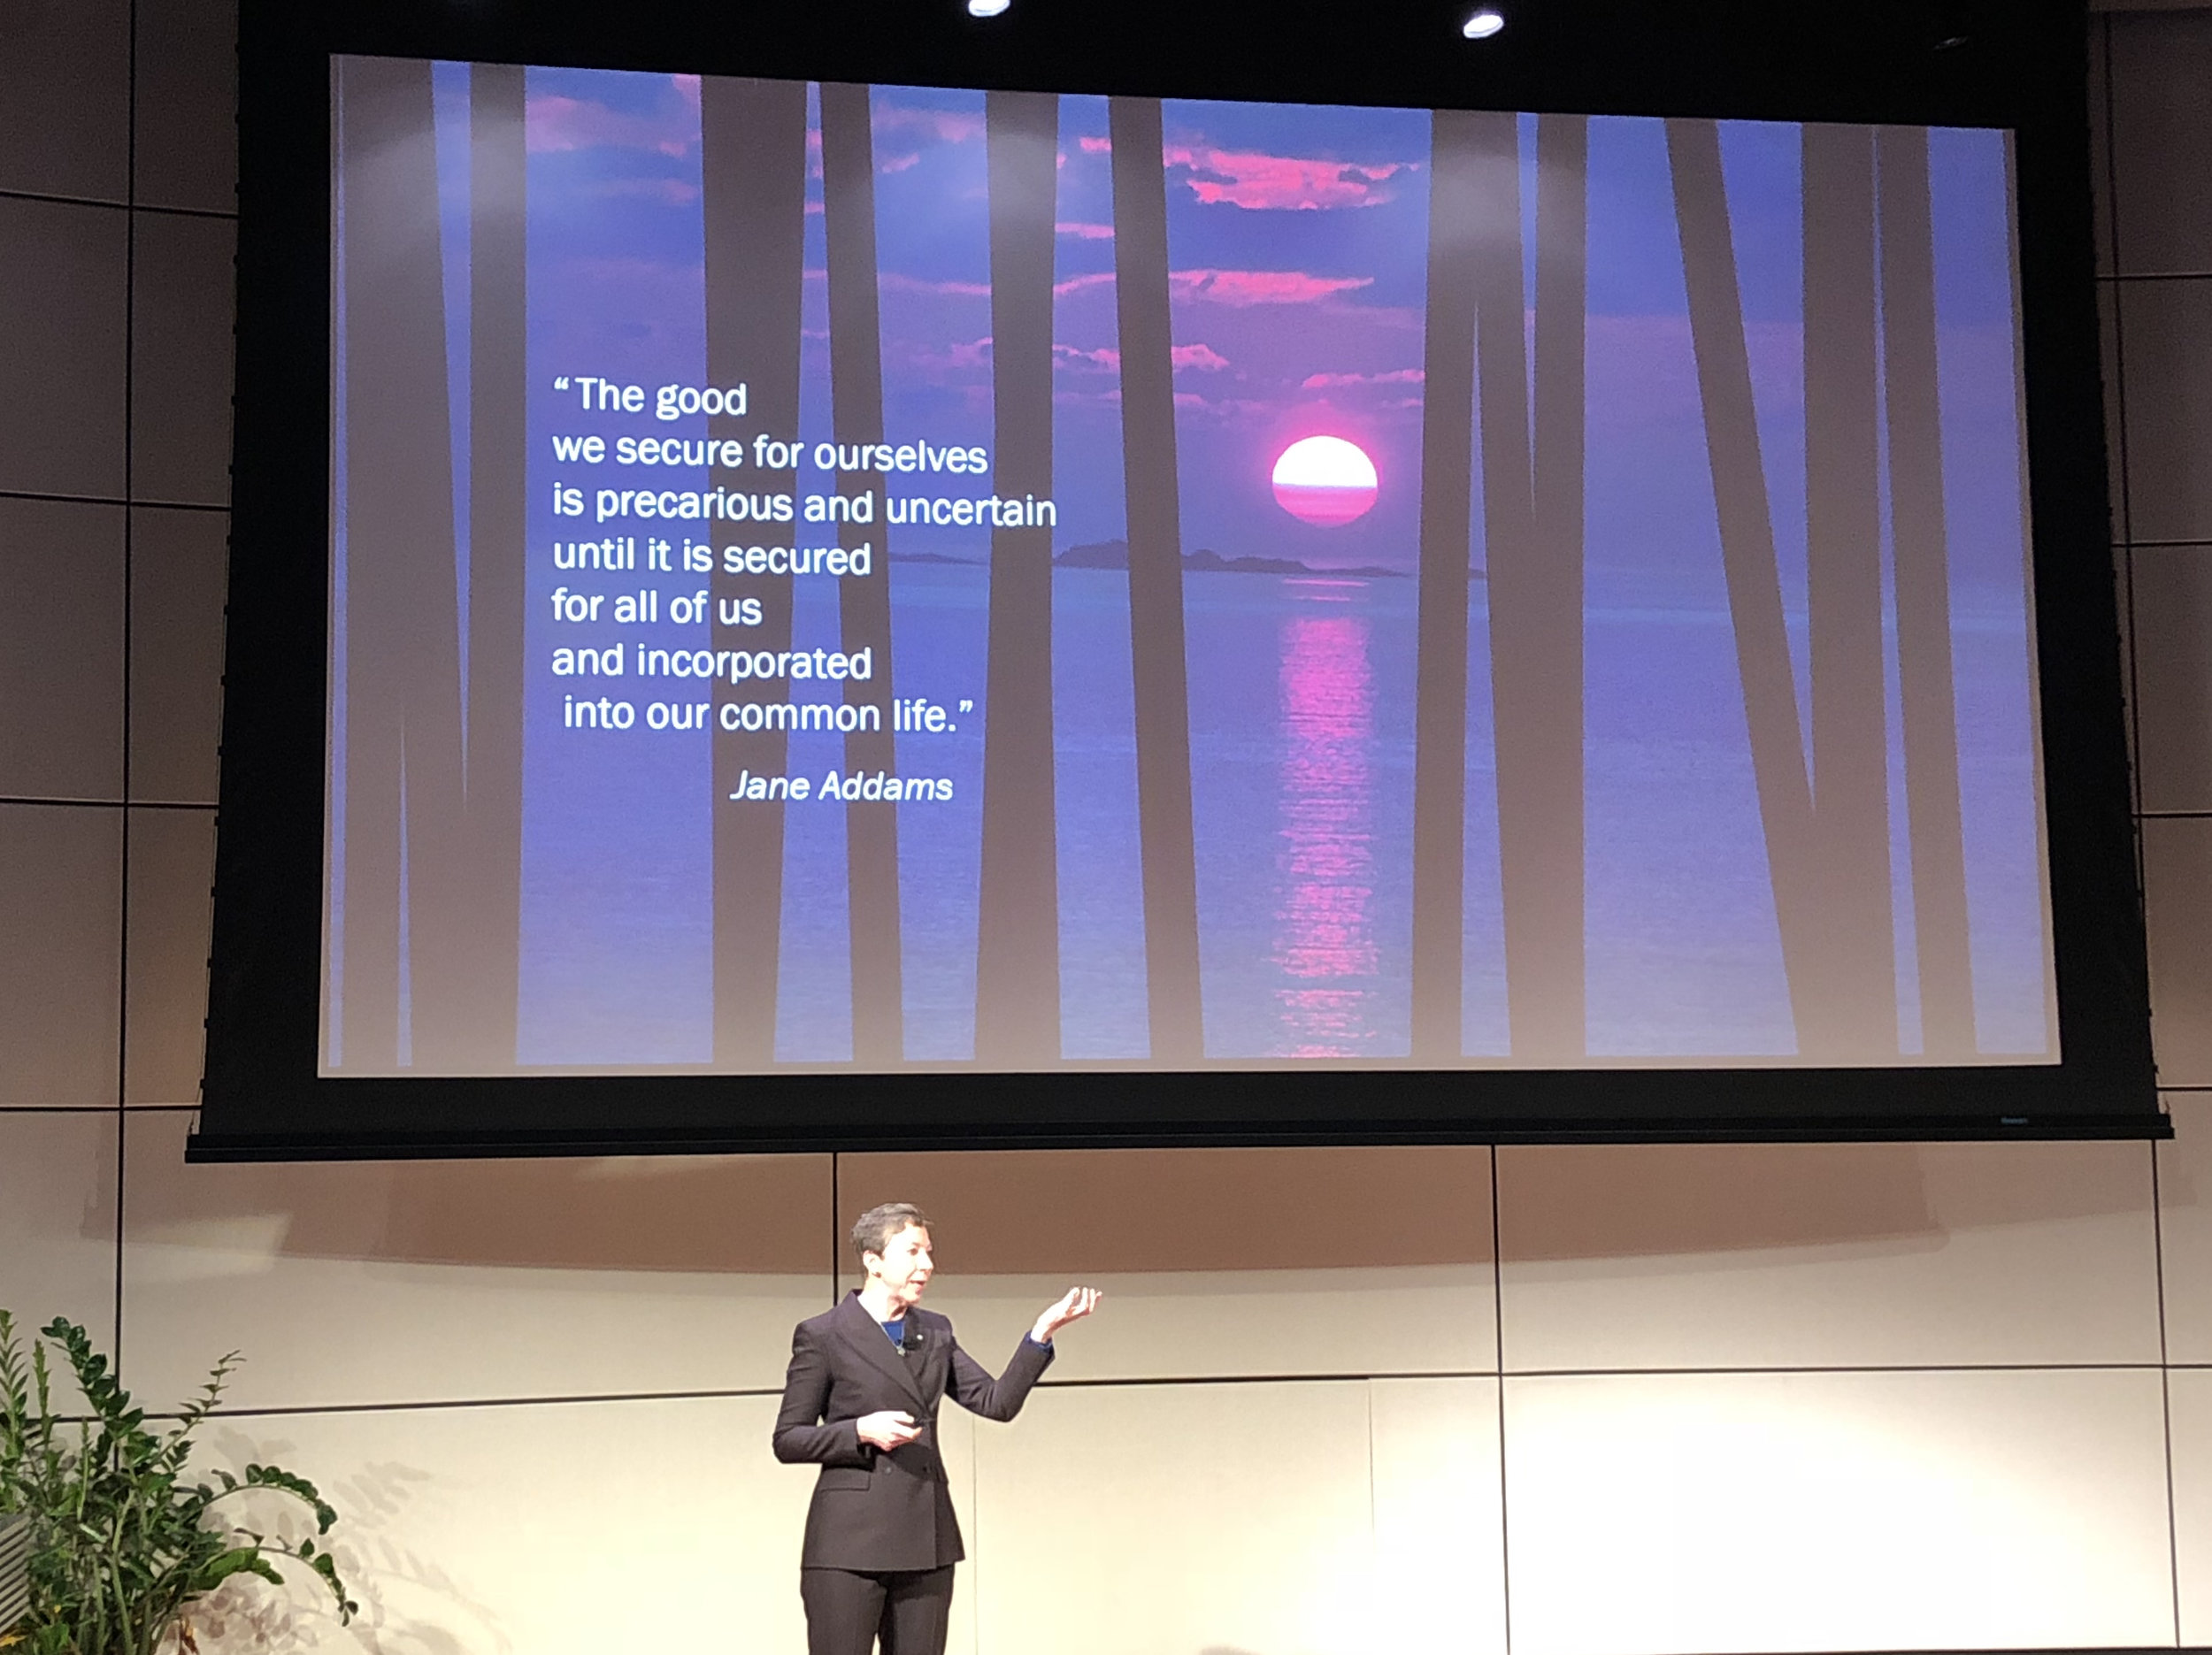 “The good
we secure for ourselves
is precarious and uncertain
until it is secured
for all of us
and incorporated
into our common life.”
Jane Addams